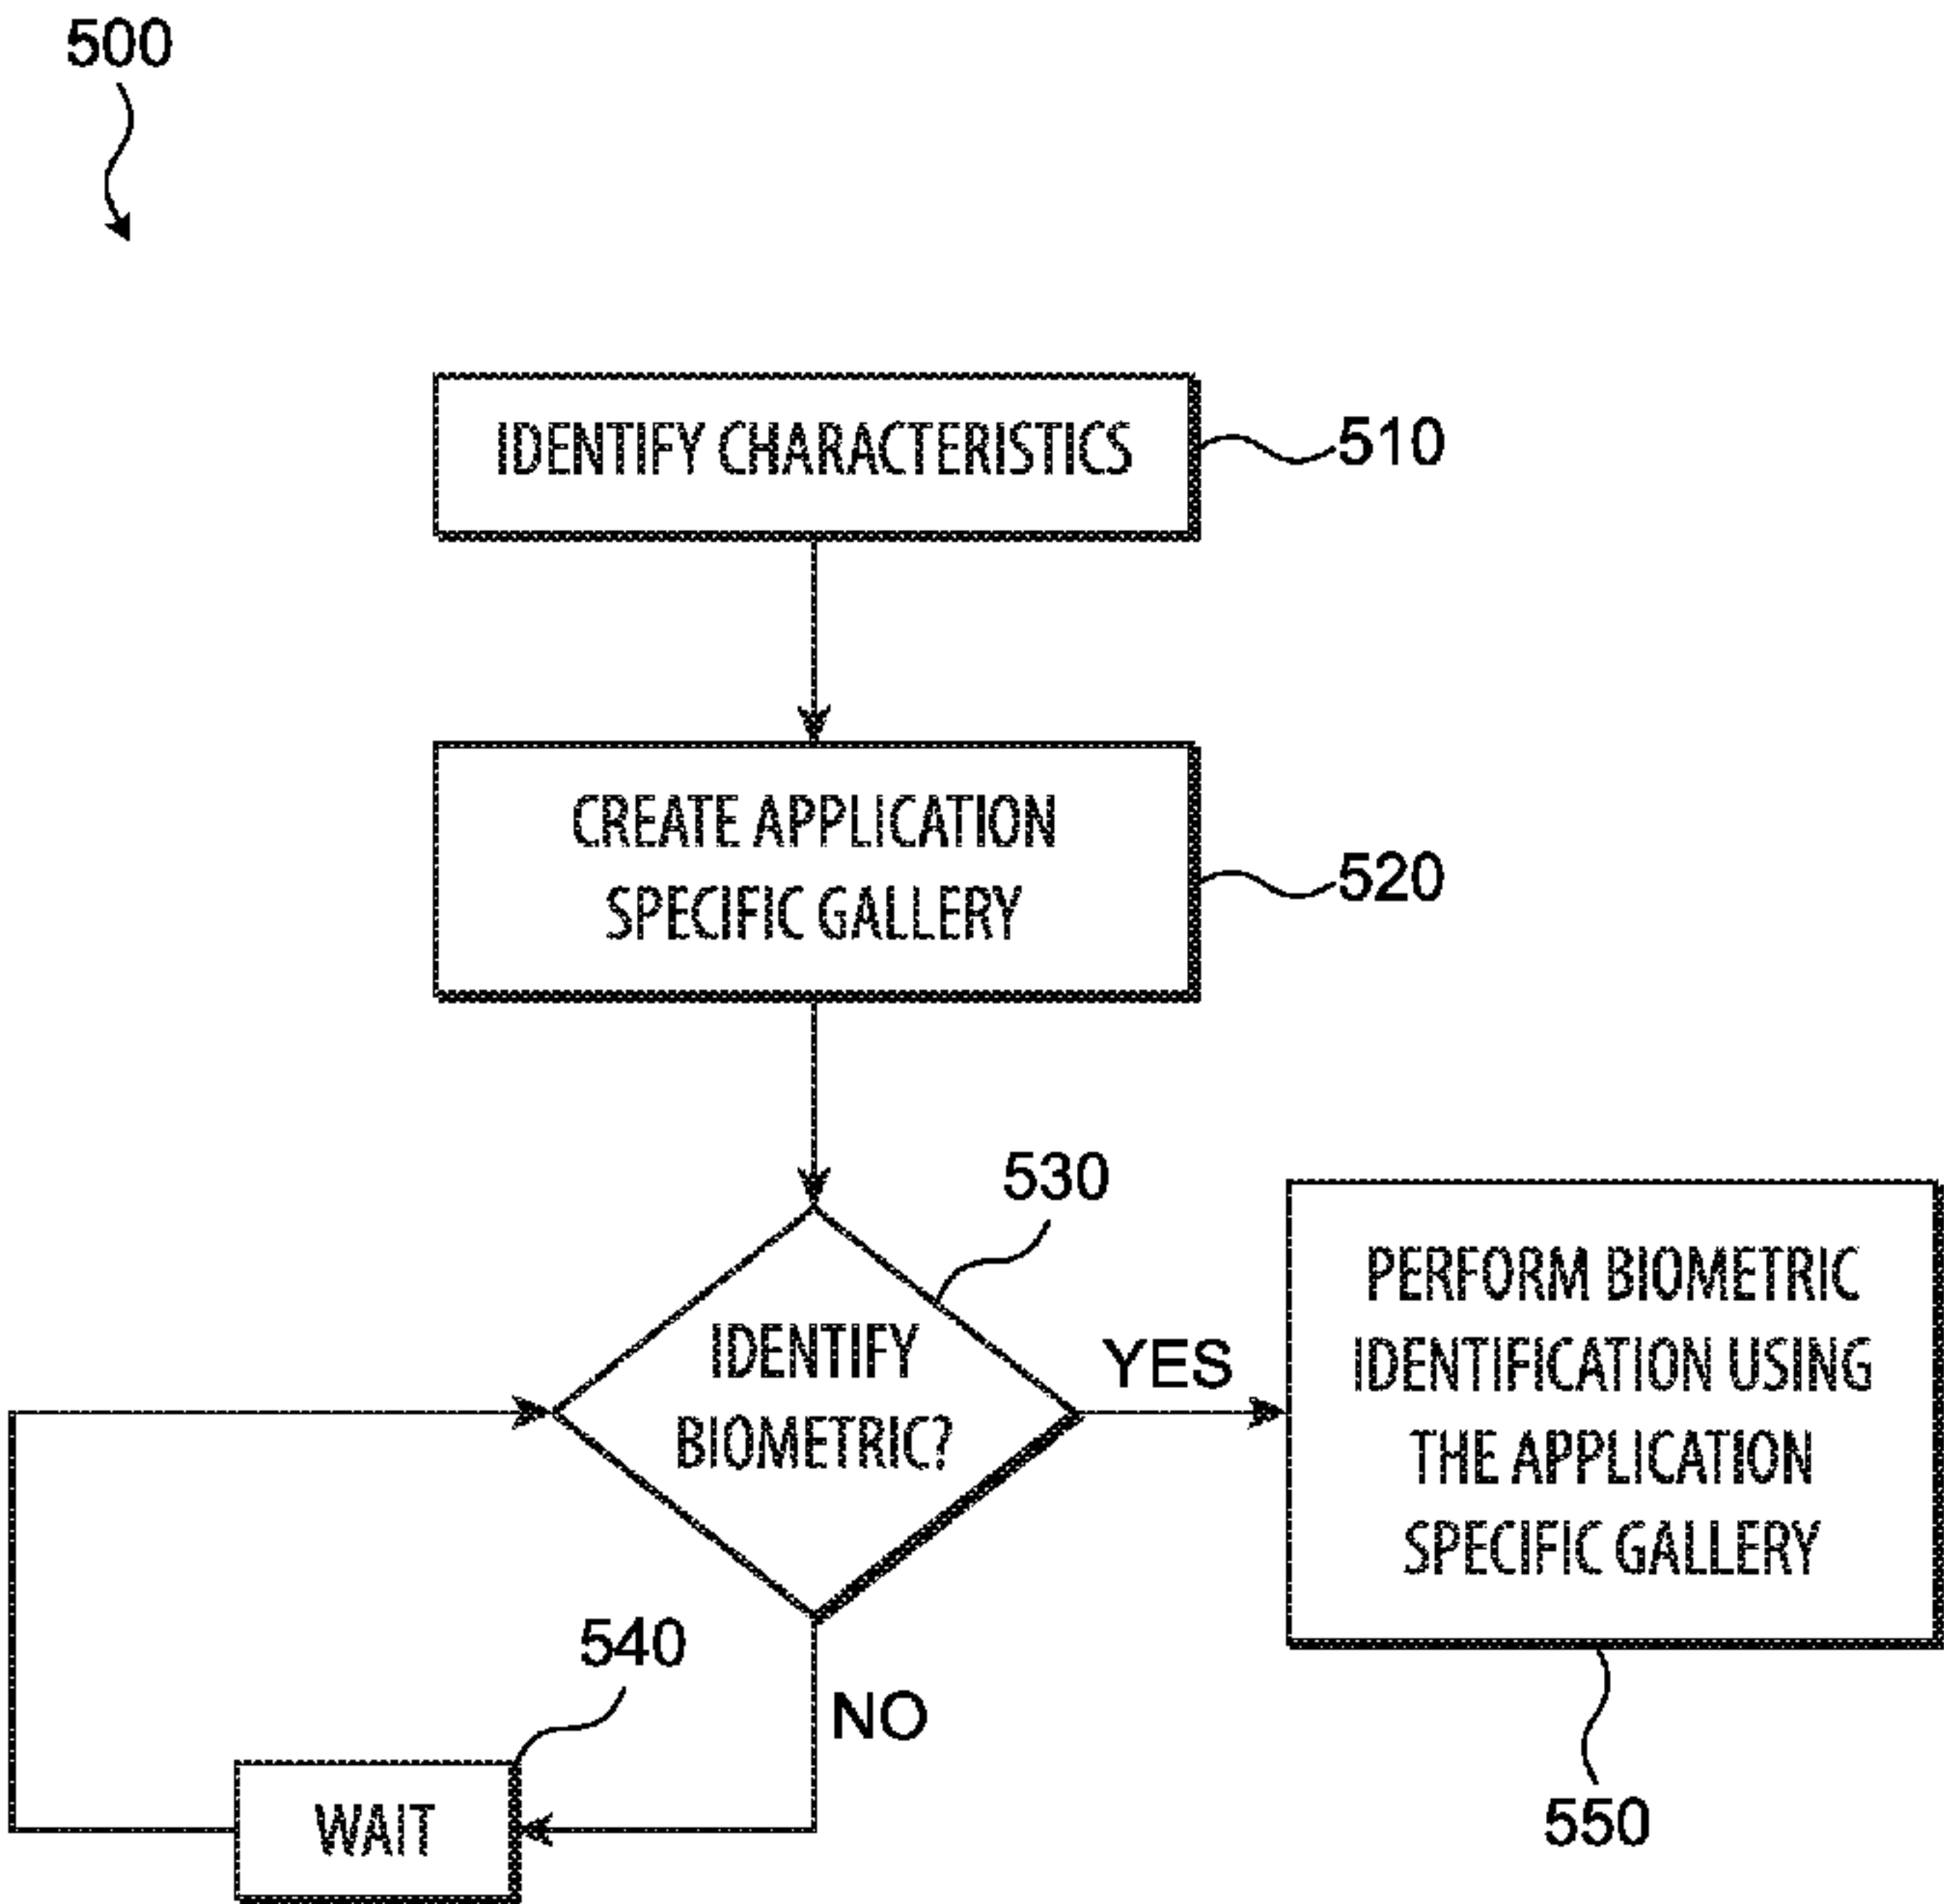 500
IDENTIFY CHARACTERISTICS
510
CREATE APPLICATION
SPECIFIC GALLERY
520
530
IDENTIFY
BIOMETRIC?
YES
PERFORM BIOMETRIC
IDENTIFICATION USING
THE APPLICATION
SPECIFIC GALLERY
540
NO
WAIT
550